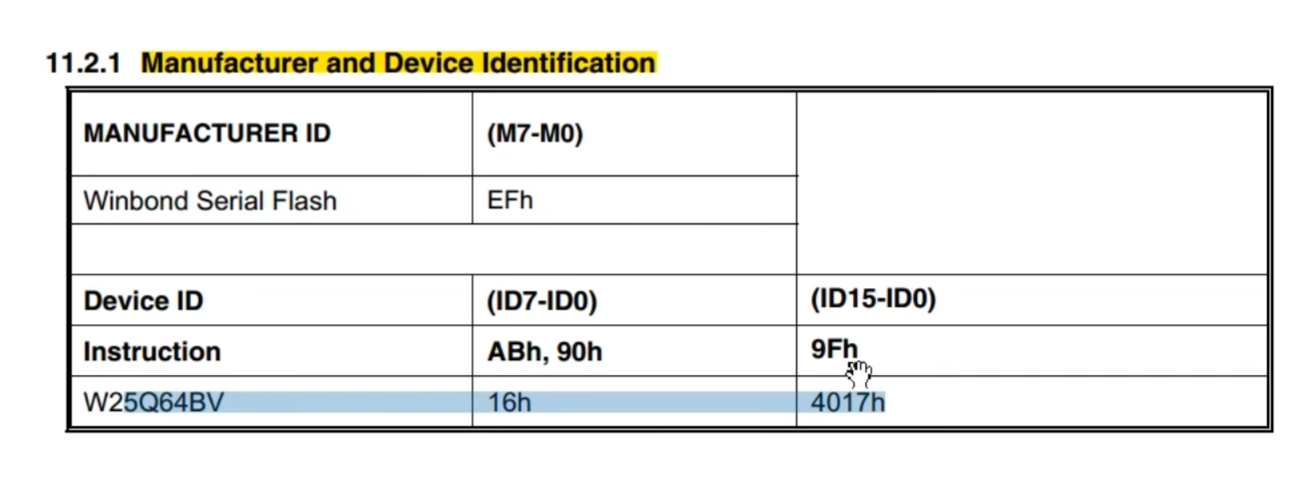 11.2.1 Manufacturer and Device Identification
MANUFACTURER ID (M7-M0)
Winbond Serial Flash EFh
Device ID (ID7-ID0) (ID15-ID0)
Instruction ABh, 90h 9Fh
W25Q64BV 16h 4017h